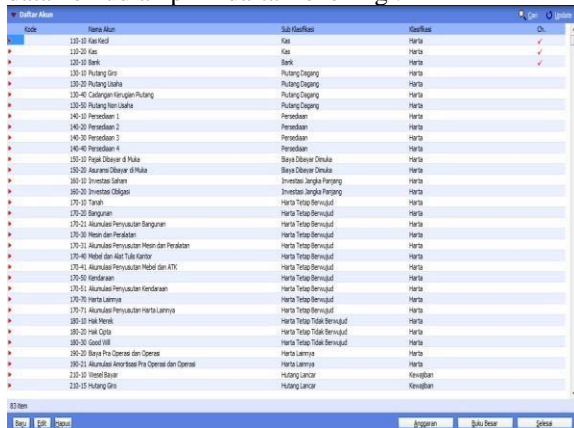 Daftar Akun Cari Update
Kode Nama Akun Sub Klasifikasi Klasifikasi Ch.
110-10 Kas Kecil Kas Harta
110-20 Kas Kas Harta
120-10 Bank Bank Harta
130-10 Piutang Giro Piutang Dagang Harta
130-20 Piutang Usaha Piutang Dagang Harta
130-40 Cadangan Kerugian Piutang Piutang Dagang Harta
130-50 Piutang Non Usaha Piutang Dagang Harta
140-10 Persediaan 1 Persediaan Harta
140-20 Persediaan 2 Persediaan Harta
140-30 Persediaan 3 Persediaan Harta
140-40 Persediaan 4 Persediaan Harta
150-10 Pajak Dibayar di Muka Biaya Dibayar Dimuka Harta
150-20 Asuransi Dibayar di Muka Biaya Dibayar Dimuka Harta
160-10 Investasi Saham Investasi Jangka Panjang Harta
160-20 Investasi Obligasi Investasi Jangka Panjang Harta
170-10 Tanah Harta Tetap Berwujud Harta
170-20 Bangunan Harta Tetap Berwujud Harta
170-21 Akumulasi Penyusutan Bangunan Harta Tetap Berwujud Harta
170-30 Mesin dan Peralatan Harta Tetap Berwujud Harta
170-31 Akumulasi Penyusutan Mesin dan Peralatan Harta Tetap Berwujud Harta
170-40 Mebel dan Alat Tulis Kantor Harta Tetap Berwujud Harta
170-41 Akumulasi Penyusutan Mebel dan ATK Harta Tetap Berwujud Harta
170-50 Kendaraan Harta Tetap Berwujud Harta
170-51 Akumulasi Penyusutan Kendaraan Harta Tetap Berwujud Harta
170-70 Harta Lainnya Harta Tetap Berwujud Harta
170-71 Akumulasi Penyusutan Harta Lainnya Harta Tetap Berwujud Harta
180-10 Hak Merek Harta Tetap Tidak Berwujud Harta
180-20 Hak Cipta Harta Tetap Tidak Berwujud Harta
180-30 Good Will Harta Tetap Tidak Berwujud Harta
190-20 Biaya Pra Operasi dan Operasi Harta Lainnya Harta
190-21 Akumulasi Amortisasi Pra Operasi dan Operasi Harta Lainnya Harta
210-10 Wesel Bayar Hutang Lancar Kewajiban
210-15 Hutang Giro Hutang Lancar Kewajiban
83 item
Baru Edit Hapus Anggaran Buku Besar Selesai